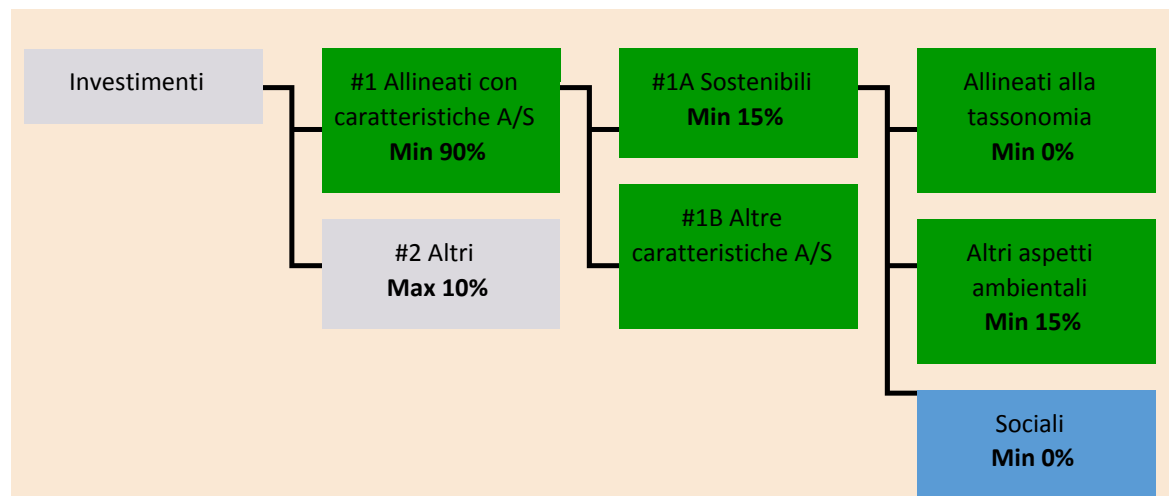 Investimenti
#1 Allineati con
caratteristiche A/S
Min 90%
#2 Altri
Max 10%
#1A Sostenibili
Min 15%
#1B Altre
caratteristiche A/S
Allineati alla
tassonomia
Min 0%
Altri aspetti
ambientali
Min 15%
Sociali
Min 0%